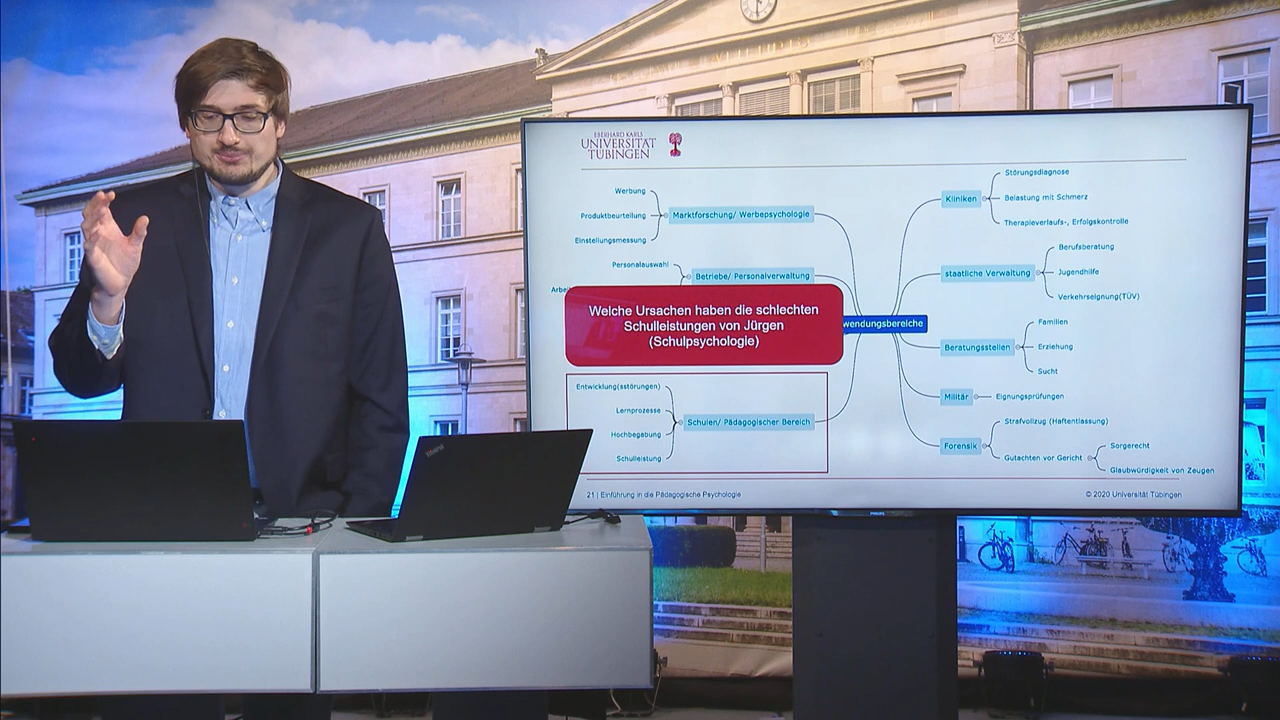 EBERHARD KARLS
UNIVERSITÄT
TÜBINGEN
Werbung
Produktbeurteilung
Einstellungsmessung
Marktforschung/ Werbepsychologie
Personalauswahl
Betriebe/ Personalverwaltung
Welche Ursachen haben die schlechten
Schulleistungen von Jürgen
(Schulpsychologie)
wendungsbereiche
Entwicklung(sstörungen)
Lernprozesse
Hochbegabung
Schulleistung
Schulen/ Pädagogischer Bereich
Kliniken
Störungsdiagnose
Belastung mit Schmerz
Therapieverlaufs-, Erfolgskontrolle
staatliche Verwaltung
Berufsberatung
Jugendhilfe
Verkehrseignung(TÜV)
Beratungsstellen
Familien
Erziehung
Sucht
Militär
Eignungsprüfungen
Forensik
Strafvollzug (Haftentlassung)
Gutachten vor Gericht
Sorgerecht
Glaubwürdigkeit von Zeugen
21 | Einführung in die Pädagogische Psychologie
© 2020 Universität Tübingen
ThinkPad